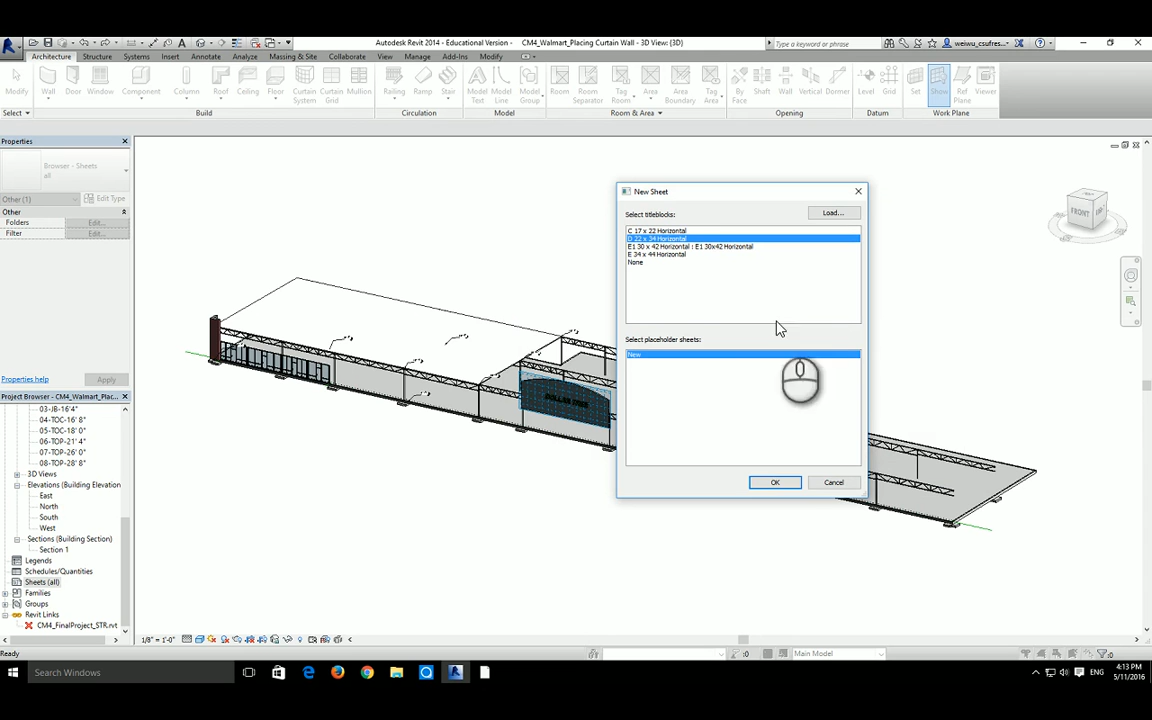 Autodesk Revit 2014 - Educational Version - CM4_Walmart_Placing Curtain Wall - 3D View: {3D}
Type a keyword or phrase
weiwu_csufres...
Architecture Structure Systems Insert Annotate Analyze Massing & Site Collaborate View Manage Add-Ins Modify
Modify Wall Door Window Component Column Roof Ceiling Floor Curtain System Curtain Grid Mullion Railing Ramp Stair Model Text Model Line Model Group Room Room Separator Tag Room Area Area Boundary Tag Area By Face Shaft Wall Vertical Dormer Level Grid Set Show Ref Plane Viewer
Select Build Circulation Model Room & Area Opening Datum Work Plane
Properties
Browser - Sheets
all
Other (1) Edit Type
Other
Folders Edit...
Filter Edit...
Properties help Apply
Project Browser - CM4_Walmart_Plac...
03-JB-16'4"
04-TOC-16' 8"
05-TOC-18' 0"
06-TOP-21' 4"
07-TOP-26' 0"
08-TOP-28' 8"
3D Views
Elevations (Building Elevation
East
North
South
West
Sections (Building Section)
Section 1
Legends
Schedules/Quantities
Sheets (all)
Families
Groups
Revit Links
CM4_FinalProject_STR.rvt
FRONT
New Sheet
Select titleblocks:
Load...
C 17 x 22 Horizontal
D 22 x 34 Horizontal
E1 30 x 42 Horizontal : E1 30x42 Horizontal
E 34 x 44 Horizontal
None
Select placeholder sheets:
New
OK Cancel
1/8" = 1'-0"
Ready
:0 Main Model :0
Search Windows
ENG
4:13 PM
5/11/2016